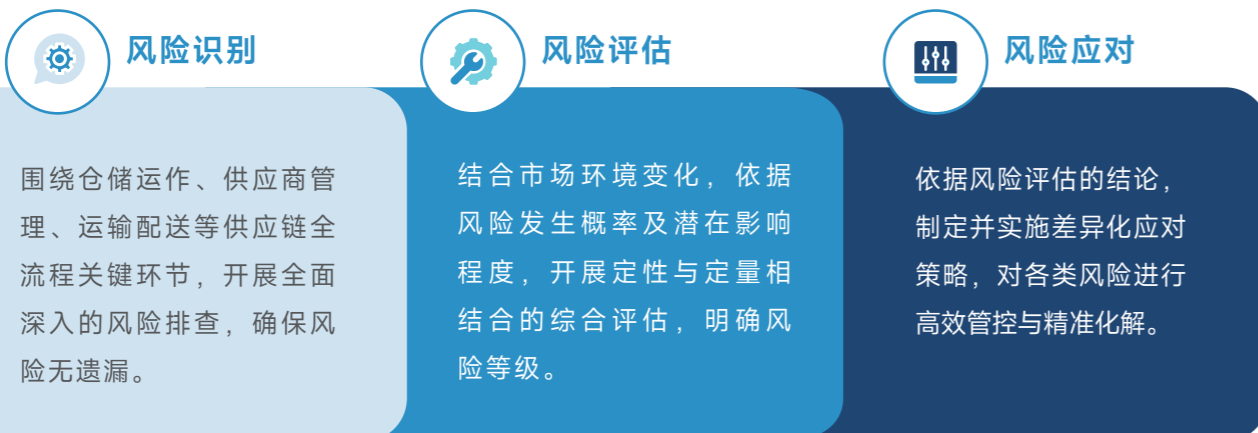 风险识别
围绕仓储运作、供应商管
理、运输配送等供应链全
流程关键环节，开展全面
深入的风险排查，确保风
险无遗漏。
风险评估
结合市场环境变化，依据
风险发生概率及潜在影响
程度，开展定性与定量相
结合的综合评估，明确风
险等级。
风险应对
依据风险评估的结论，
制定并实施差异化应对
策略，对各类风险进行
高效管控与精准化解。